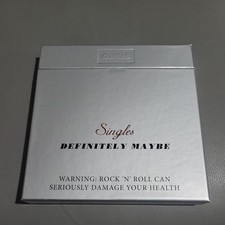 Singles
DEFINITELY MAYBE
WARNING: ROCK 'N' ROLL CAN
SERIOUSLY DAMAGE YOUR HEALTH